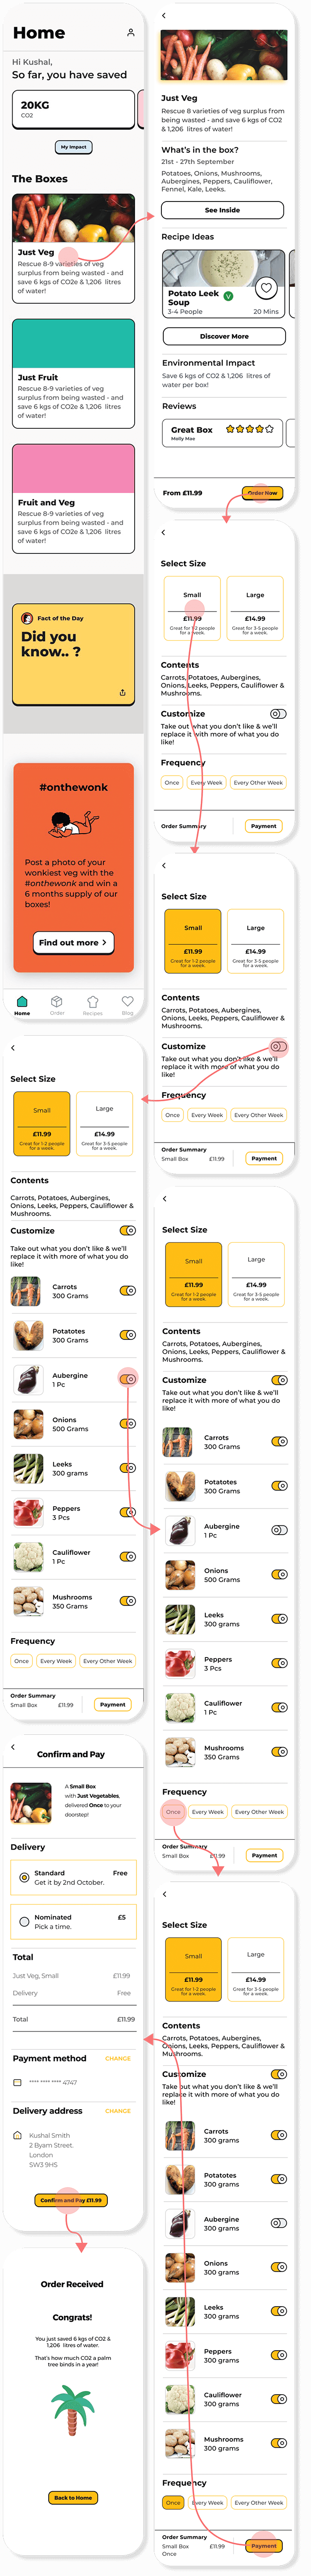 Home
Hi Kushal,
So far, you have saved
20KG
CO2
My Impact
The Boxes
Just Veg
Rescue 8-9 varieties of veg
surplus from being wasted - and
save 6 kgs of CO2e & 1,206 litres
of water!
Just Fruit
Rescue 8-9 varieties of veg
surplus from being wasted - and
save 6 kgs of CO2e & 1,206 litres
of water!
Fruit and Veg
Rescue 8-9 varieties of veg
surplus from being wasted - and
save 6 kgs of CO2e & 1,206 litres
of water!
Fact of the Day
Did you
know.. ?
#onthewonk
Post a photo of your
wonkiest veg with the
#onthewonk and win a
6 months supply of our
boxes!
Find out more
Home
Order
Recipes
Blog
Just Veg
Rescue 8 varieties of veg surplus from
being wasted - and save 6 kgs of CO2
& 1,206 litres of water!
What's in the box?
21st - 27th September
Potatoes, Onions, Mushrooms,
Aubergines, Peppers, Cauliflower,
Fennel, Kale, Leeks.
See Inside
Recipe Ideas
Potato Leek
Soup
V
3-4 People
20 Mins
Discover More
Environmental Impact
Save 6 kgs of CO2 & 1,206 litres of
water per box!
Reviews
Great Box
Molly Mae
From £11.99
Order Now
Select Size
Small
£11.99
Great for 1-2 people
for a week.
Large
£14.99
Great for 3-5 people
for a week.
Contents
Carrots, Potatoes, Aubergines,
Onions, Leeks, Peppers, Cauliflower &
Mushrooms.
Customize
Take out what you don't like & we'll
replace it with more of what you do
like!
Frequency
Once
Every Week
Every Other Week
Order Summary
Payment
Select Size
Small
£11.99
Great for 1-2 people
for a week.
Large
£14.99
Great for 3-5 people
for a week.
Contents
Carrots, Potatoes, Aubergines,
Onions, Leeks, Peppers, Cauliflower &
Mushrooms.
Customize
Take out what you don't like & we'll
replace it with more of what you do
like!
Frequency
Once
Every Week
Every Other Week
Order Summary
Small Box
£11.99
Payment
Select Size
Small
£11.99
Great for 1-2 people
for a week.
Large
£14.99
Great for 3-5 people
for a week.
Contents
Carrots, Potatoes, Aubergines,
Onions, Leeks, Peppers, Cauliflower &
Mushrooms.
Customize
Take out what you don't like & we'll
replace it with more of what you do
like!
Carrots
300 Grams
Potatotes
300 Grams
Aubergine
1 Pc
Onions
500 Grams
Leeks
300 grams
Peppers
3 Pcs
Cauliflower
1 Pc
Mushrooms
350 Grams
Frequency
Once
Every Week
Every Other Week
Order Summary
Small Box
£11.99
Payment
Select Size
Small
£11.99
Great for 1-2 people
for a week.
Large
£14.99
Great for 3-5 people
for a week.
Contents
Carrots, Potatoes, Aubergines,
Onions, Leeks, Peppers, Cauliflower &
Mushrooms.
Customize
Take out what you don't like & we'll
replace it with more of what you do
like!
Carrots
300 Grams
Potatotes
300 Grams
Aubergine
1 Pc
Onions
500 Grams
Leeks
300 grams
Peppers
3 Pcs
Cauliflower
1 Pc
Mushrooms
350 Grams
Frequency
Once
Every Week
Every Other Week
Order Summary
Small Box
£11.99
Payment
Select Size
Small
£11.99
Great for 1-2 people
for a week.
Large
£14.99
Great for 3-5 people
for a week.
Contents
Carrots, Potatoes, Aubergines,
Onions, Leeks, Peppers, Cauliflower &
Mushrooms.
Customize
Take out what you don't like & we'll
replace it with more of what you do
like!
Carrots
300 grams
Potatotes
300 grams
Aubergine
300 grams
Onions
300 grams
Leeks
300 grams
Peppers
300 grams
Cauliflower
300 grams
Mushrooms
300 grams
Frequency
Once
Every Week
Every Other Week
Order Summary
Small Box
£11.99
Once
Payment
Confirm and Pay
A Small Box
with Just Vegetables,
delivered Once to your
doorstep!
Delivery
Standard
Free
Get it by 2nd October.
Nominated
£5
Pick a time.
Total
Just Veg, Small
£11.99
Delivery
Free
Total
£11.99
Payment method
CHANGE
**** **** **** 4747
Delivery address
CHANGE
Kushal Smith
2 Byam Street.
London
SW3 9HS
Confirm and Pay £11.99
Order Received
Congrats!
You just saved 6 kgs of CO2 &
1,206 litres of water.
That's how much CO2 a palm
tree binds in a year!
Back to Home